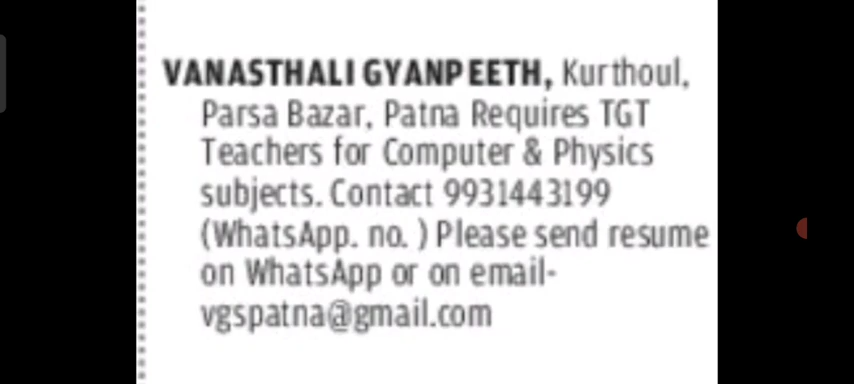 VANASTHALI GYANPEETH, Kurthoul,
Parsa Bazar, Patna Requires TGT
Teachers for Computer & Physics
subjects. Contact 9931443199
(WhatsApp. no. ) Please send resume
on WhatsApp or on email-
vgspatna@gmail.com